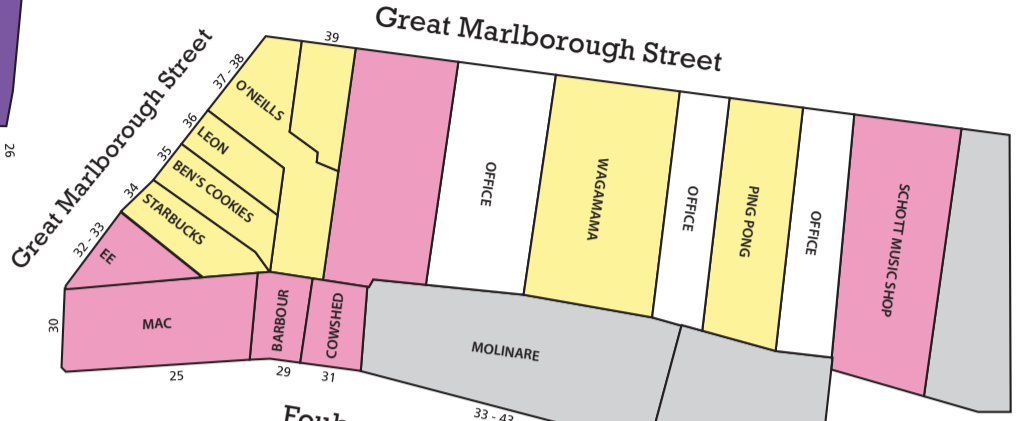 Great Marlborough Street
Great Marlborough Street
39
37 - 38
36
35
34
32 - 33
30
26
O'NEILLS
LEON
BEN'S COOKIES
STARBUCKS
EE
MAC
BARBOUR
COWSHED
OFFICE
WAGAMAMA
OFFICE
PING PONG
OFFICE
SCHOTT MUSIC SHOP
MOLINARE
25
29
31
33 - 43
Foub